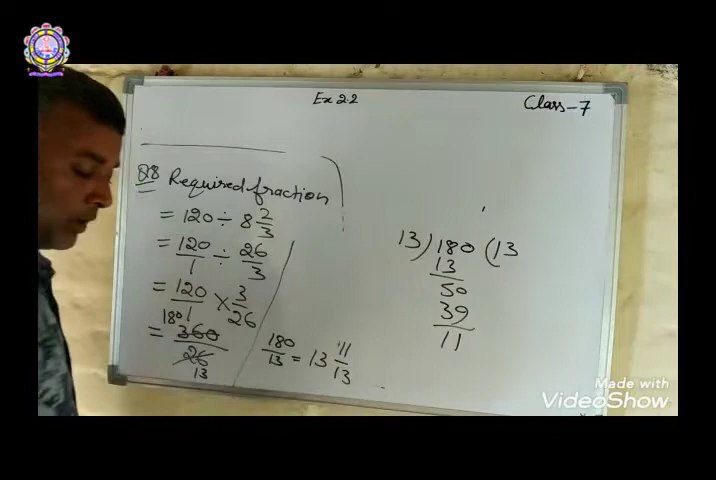 Ex 2.2
Class-7
Q8 Required fraction
= 120 ÷ 8 2/3
= 120/1 ÷ 26/3
= 120/1 × 3/26
180
= 360/26
13
180/13 = 13 11/13
13) 180 (13
13
50
39
11
Made with
VideoShow